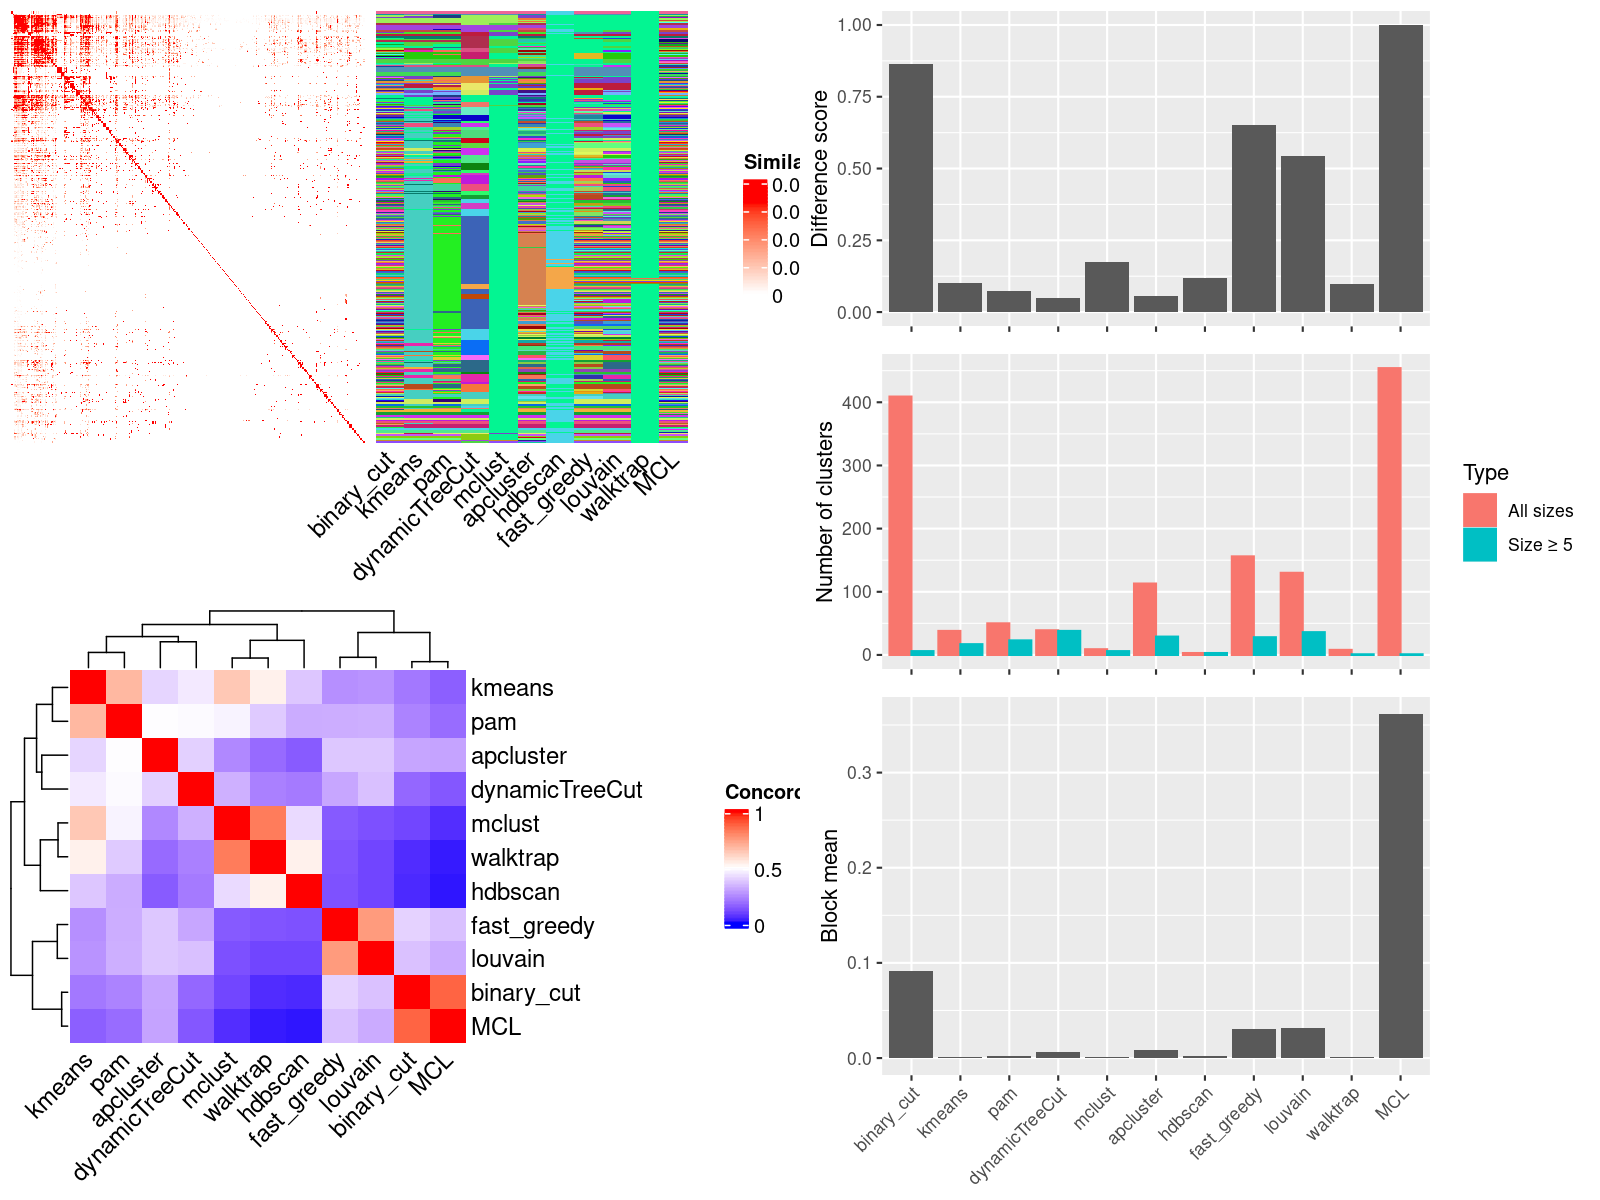 Simila
0.0
0.0
0.0
0.0
0
binary_cut
kmeans
pam
dynamicTreeCut
mclust
apcluster
hdbscan
fast_greedy
louvain
walktrap
MCL
kmeans
pam
apcluster
dynamicTreeCut
mclust
walktrap
hdbscan
fast_greedy
louvain
binary_cut
MCL
kmeans
pam
apcluster
dynamicTreeCut
mclust
walktrap
hdbscan
fast_greedy
louvain
binary_cut
MCL
Concord
1
0.5
0
Difference score
1.00
0.75
0.50
0.25
0.00
Number of clusters
400
300
200
100
0
Type
All sizes
Size ≥ 5
Block mean
0.3
0.2
0.1
0.0
binary_cut
kmeans
pam
dynamicTreeCut
mclust
apcluster
hdbscan
fast_greedy
louvain
walktrap
MCL